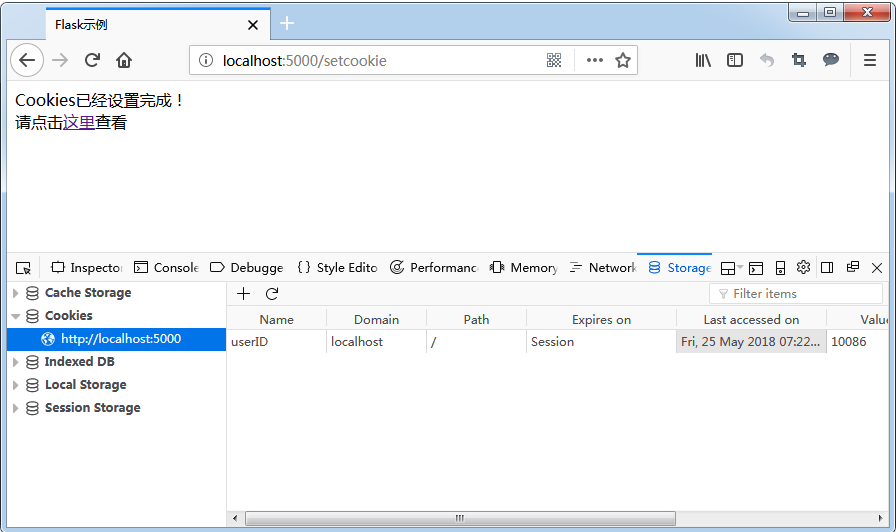 Flask示例
localhost:5000/setcookie
Cookies已经设置完成！
请点击这里查看
Inspector Console Debugge Style Edito Performanc Memory Network Storage
Cache Storage
Cookies
http://localhost:5000
Indexed DB
Local Storage
Session Storage
Filter items
Name Domain Path Expires on Last accessed on Value
userID localhost / Session Fri, 25 May 2018 07:22... 10086